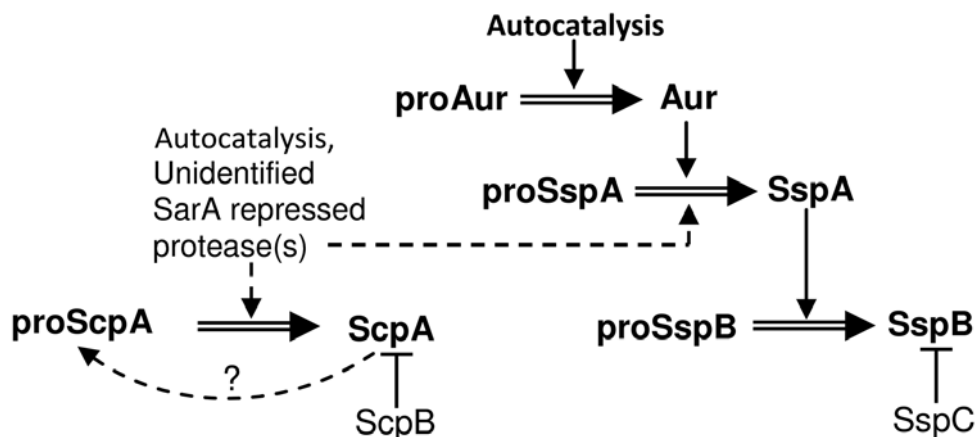 Autocatalysis
proAur Aur
Autocatalysis,
Unidentified
SarA repressed
protease(s)
proSspA SspA
proScpA ScpA
proSspB SspB
?
ScpB
SspC